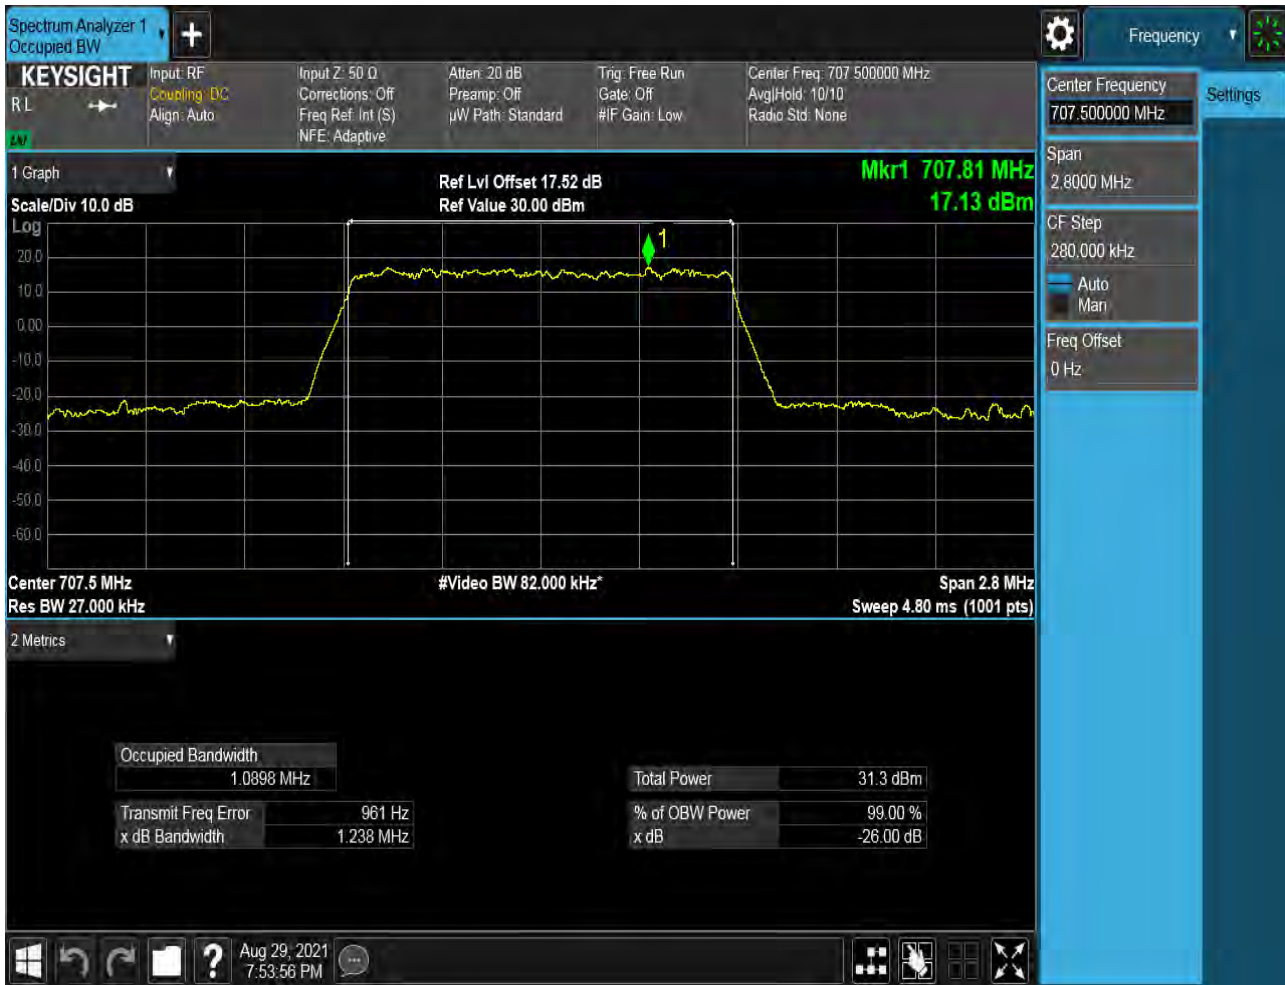 Spectrum Analyzer 1
Occupied BW
Frequency
KEYSIGHT
R L
Input: RF
Coupling: DC
Align: Auto
Input Z: 50 Ω
Corrections: Off
Freq Ref: Int (S)
NFE: Adaptive
Atten: 20 dB
Preamp: Off
µW Path: Standard
Trig: Free Run
Gate: Off
#IF Gain: Low
Center Freq: 707.500000 MHz
Avg|Hold: 10/10
Radio Std: None
Center Frequency
707.500000 MHz
Settings
Span
2.8000 MHz
CF Step
280.000 kHz
Auto
Man
Freq Offset
0 Hz
1 Graph
Scale/Div 10.0 dB
Ref Lvl Offset 17.52 dB
Ref Value 30.00 dBm
Mkr1 707.81 MHz
17.13 dBm
Log
1
20.0
10.0
0.00
-10.0
-20.0
-30.0
-40.0
-50.0
-60.0
Center 707.5 MHz
Res BW 27.000 kHz
#Video BW 82.000 kHz*
Span 2.8 MHz
Sweep 4.80 ms (1001 pts)
2 Metrics
Occupied Bandwidth
1.0898 MHz
Transmit Freq Error 961 Hz
x dB Bandwidth 1.238 MHz
Total Power 31.3 dBm
% of OBW Power 99.00 %
x dB -26.00 dB
?
Aug 29, 2021
7:53:56 PM